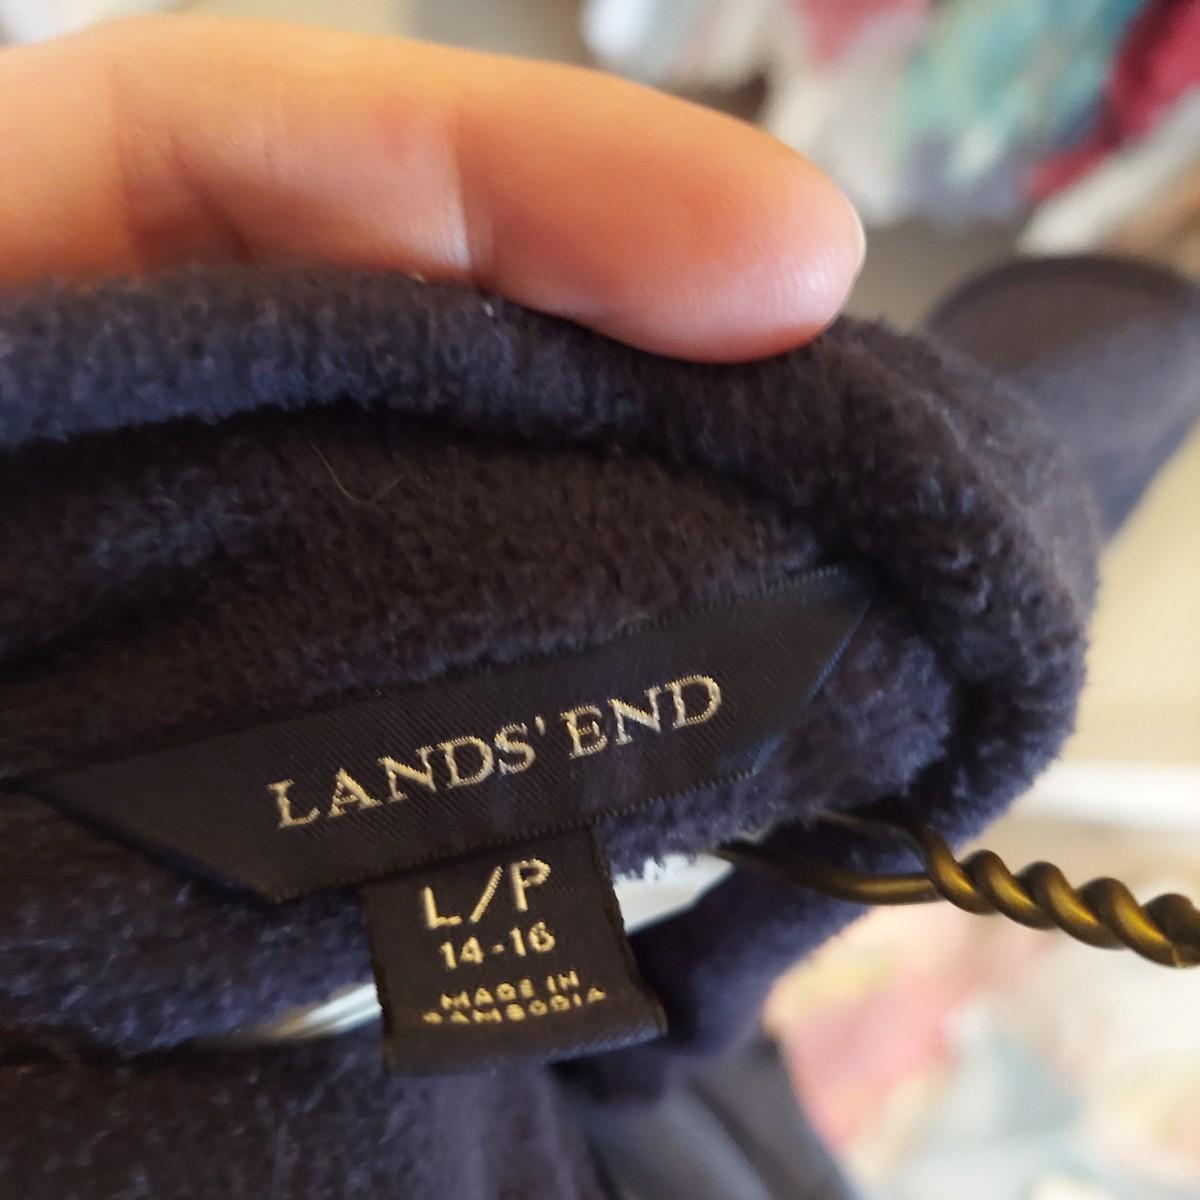 LANDS' END
L/P
14-16
MADE IN
CAMBODIA